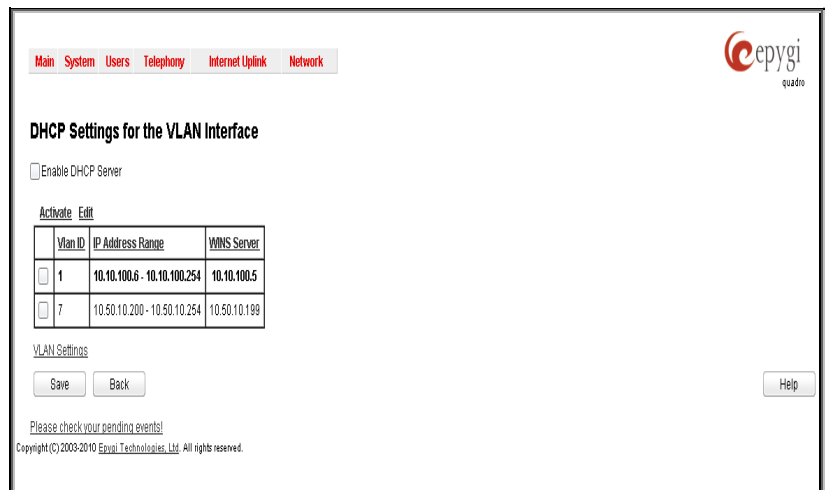 Main System Users Telephony Internet Uplink Network
epygi
quadro
DHCP Settings for the VLAN Interface
Enable DHCP Server
Activate Edit
Vlan ID IP Address Range WINS Server
1 10.10.100.6 - 10.10.100.254 10.10.100.5
7 10.50.10.200 - 10.50.10.254 10.50.10.199
VLAN Settings
Save Back Help
Please check your pending events!
Copyright (C) 2003-2010 Epygi Technologies, Ltd. All rights reserved.